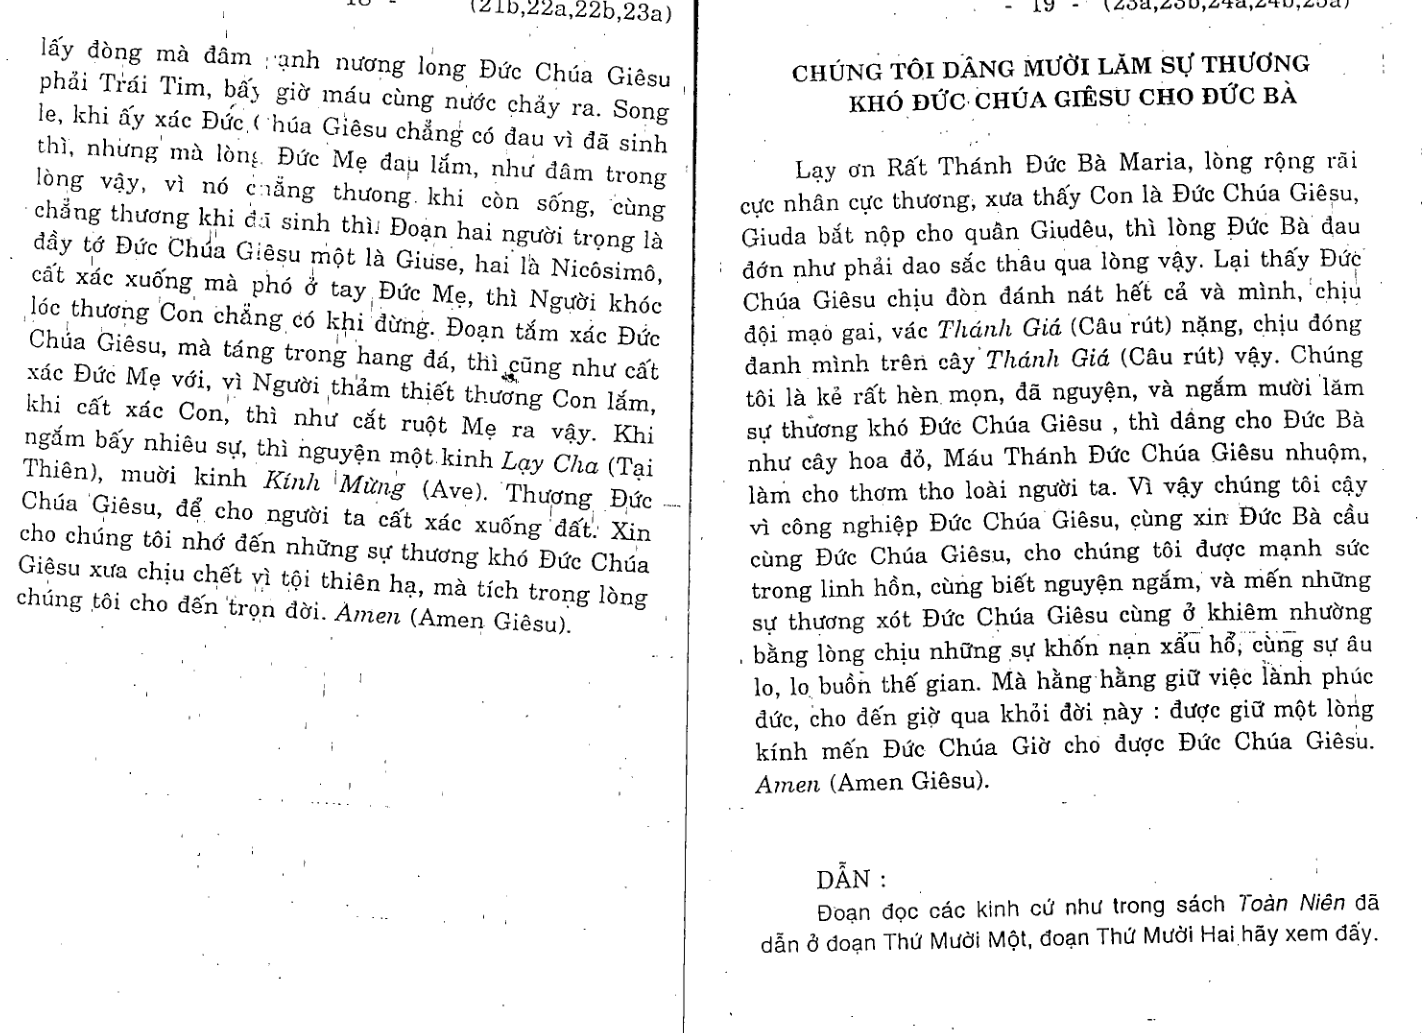 18 - (21b,22a,22b,23a)
lấy đòng mà đâm cạnh nương long Đức Chúa Giêsu
phải Trái Tim, bấy giờ máu cùng nước chảy ra. Song
le, khi ấy xác Đức Chúa Giêsu chẳng có đau vì đã sinh
thì, nhưng mà lòng Đức Mẹ đau lắm, như đâm trong
lòng vậy, vì nó chẳng thương khi còn sống, cùng
chẳng thương khi đã sinh thì. Đoạn hai người trọng là
đầy tớ Đức Chúa Giêsu một là Giuse, hai là Nicôsimô,
cất xác xuống mà phó ở tay Đức Mẹ, thì Người khóc
lóc thương Con chẳng có khi đừng. Đoạn tắm xác Đức
Chúa Giêsu, mà táng trong hang đá, thì cũng như cất
xác Đức Mẹ với, vì Người thảm thiết thương Con lắm,
khi cất xác Con, thì như cắt ruột Mẹ ra vậy. Khi
ngắm bấy nhiêu sự, thì nguyện một kinh Lạy Cha (Tại
Thiên), muời kinh Kính Mừng (Ave). Thượng Đức
Chúa Giêsu, để cho người ta cất xác xuống đất. Xin
cho chúng tôi nhớ đến những sự thương khó Đức Chúa
Giêsu xưa chịu chết vì tội thiên hạ, mà tích trong lòng
chúng tôi cho đến trọn đời. Amen (Amen Giêsu).
- 19 - (23a,23b,24a,24b,25a)
CHÚNG TÔI DÂNG MƯỜI LĂM SỰ THƯƠNG
KHÓ ĐỨC CHÚA GIÊSU CHO ĐỨC BÀ
Lạy ơn Rất Thánh Đức Bà Maria, lòng rộng rãi
cực nhân cực thương, xưa thấy Con là Đức Chúa Giêsu,
Giuda bắt nộp cho quân Giudêu, thì lòng Đức Bà đau
đớn như phải dao sắc thâu qua lòng vậy. Lại thấy Đức
Chúa Giêsu chịu đòn đánh nát hết cả và mình, chịu
đội mạo gai, vác Thánh Giá (Câu rút) nặng, chịu đóng
đanh mình trên cây Thánh Giá (Câu rút) vậy. Chúng
tôi là kẻ rất hèn mọn, đã nguyện, và ngắm mười lăm
sự thương khó Đức Chúa Giêsu , thì dâng cho Đức Bà
như cây hoa đỏ, Máu Thánh Đức Chúa Giêsu nhuộm,
làm cho thơm tho loài người ta. Vì vậy chúng tôi cậy
vì công nghiệp Đức Chúa Giêsu, cùng xin Đức Bà cầu
cùng Đức Chúa Giêsu, cho chúng tôi được mạnh sức
trong linh hồn, cùng biết nguyện ngắm, và mến những
sự thương xót Đức Chúa Giêsu cùng ở khiêm nhường
bằng lòng chịu những sự khốn nạn xấu hổ, cùng sự âu
lo, lo buồn thế gian. Mà hằng hằng giữ việc lành phúc
đức, cho đến giờ qua khỏi đời này : được giữ một lòng
kính mến Đức Chúa Giờ cho được Đức Chúa Giêsu.
Amen (Amen Giêsu).
DẪN :
Đoạn đọc các kinh cứ như trong sách Toàn Niên đã
dẫn ở đoạn Thứ Mười Một, đoạn Thứ Mười Hai hãy xem đấy.